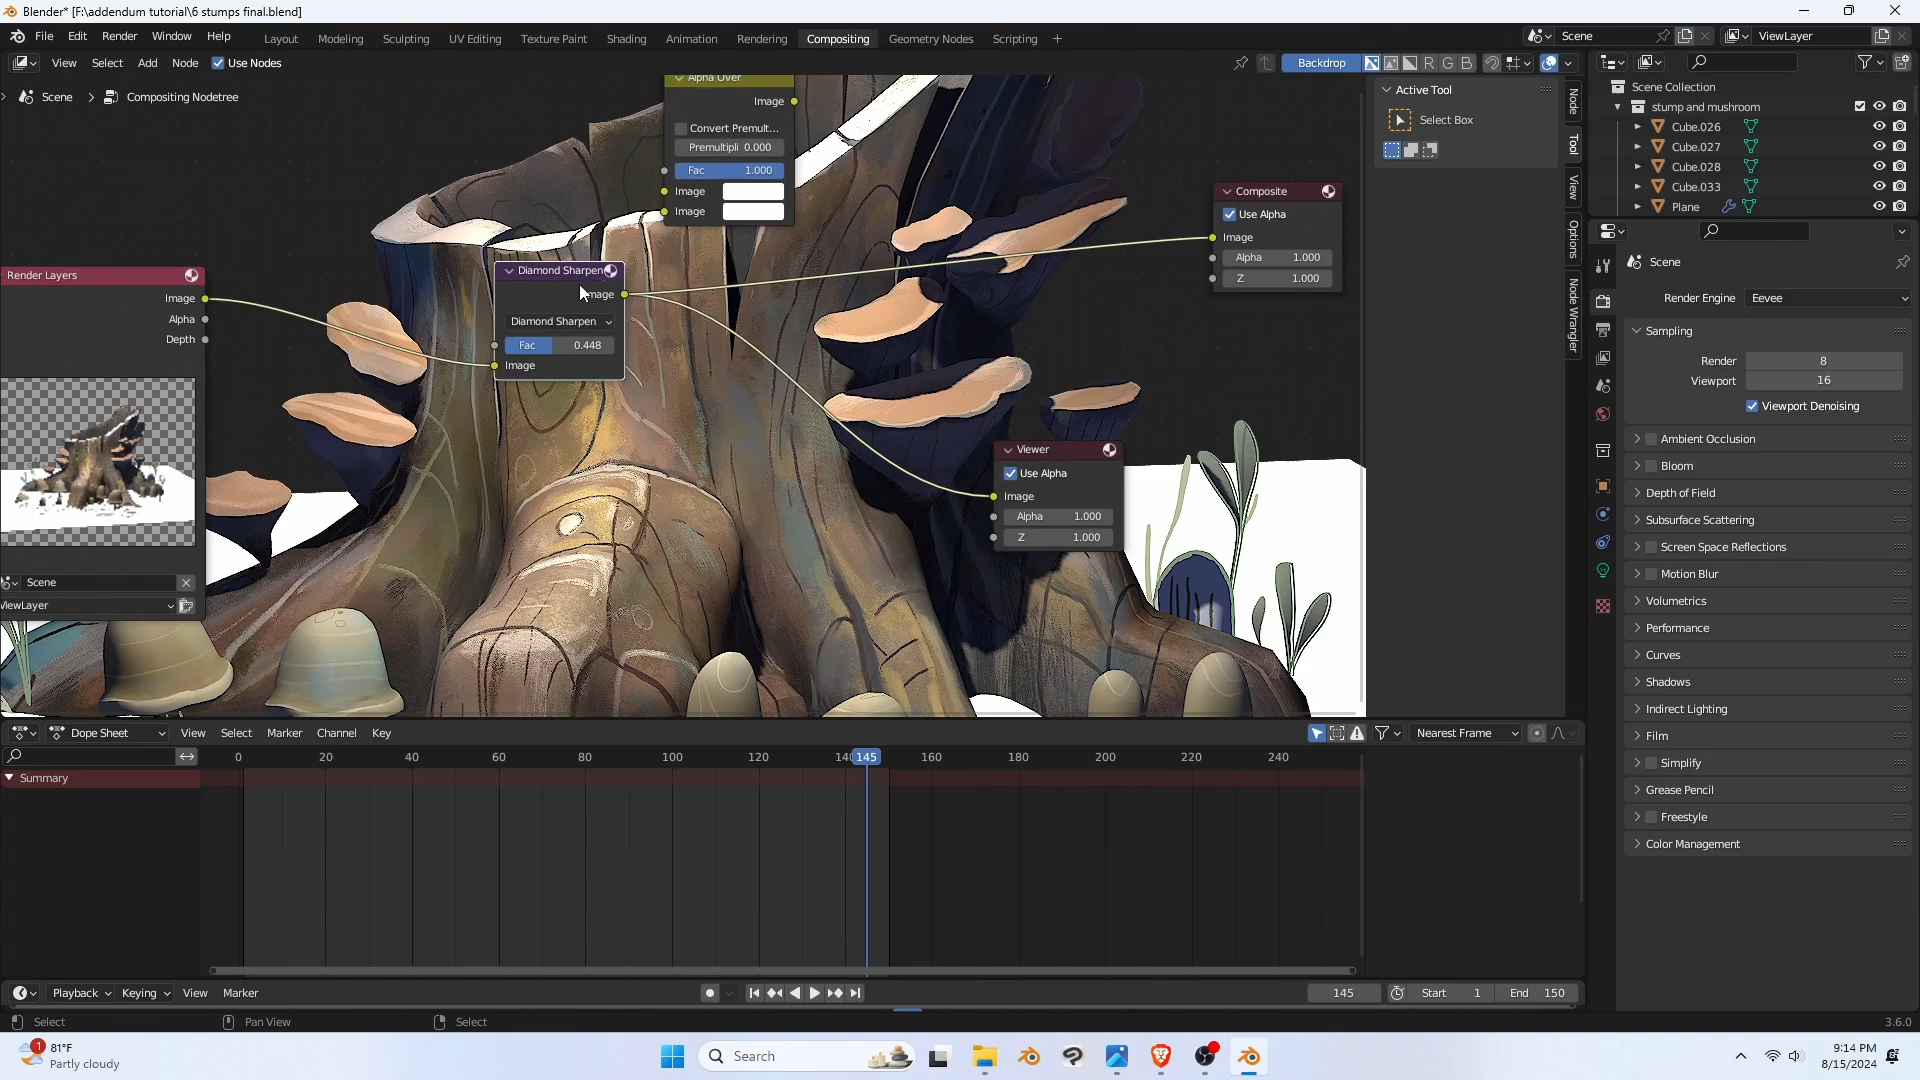 Blender* [F:\addendum tutorial\6 stumps final.blend]
File Edit Render Window Help Layout Modeling Sculpting UV Editing Texture Paint Shading Animation Rendering Compositing Geometry Nodes Scripting + Scene ViewLayer
View Select Add Node Use Nodes Backdrop R G B
Scene > Compositing Nodetree
Alpha Over
Image
Convert Premult...
Premultipli 0.000
Fac 1.000
Image
Image
Render Layers
Image
Alpha
Depth
Scene
ViewLayer
Diamond Sharpen
Image
Diamond Sharpen
Fac 0.448
Image
Composite
Use Alpha
Image
Alpha 1.000
Z 1.000
Viewer
Use Alpha
Image
Alpha 1.000
Z 1.000
Active Tool
Select Box
Node
Tool
View
Options
Node Wrangler
Scene Collection
stump and mushroom
Cube.026
Cube.027
Cube.028
Cube.033
Plane
Scene
Render Engine Eevee
Sampling
Render 8
Viewport 16
Viewport Denoising
Ambient Occlusion
Bloom
Depth of Field
Subsurface Scattering
Screen Space Reflections
Motion Blur
Volumetrics
Performance
Curves
Shadows
Indirect Lighting
Film
Simplify
Grease Pencil
Freestyle
Color Management
Dope Sheet View Select Marker Channel Key Nearest Frame
0 20 40 60 80 100 120 140 145 160 180 200 220 240
Summary
Playback Keying View Marker 145 Start 1 End 150
Select Pan View Select 3.6.0
1 81°F
Partly cloudy
Search
9:14 PM
8/15/2024